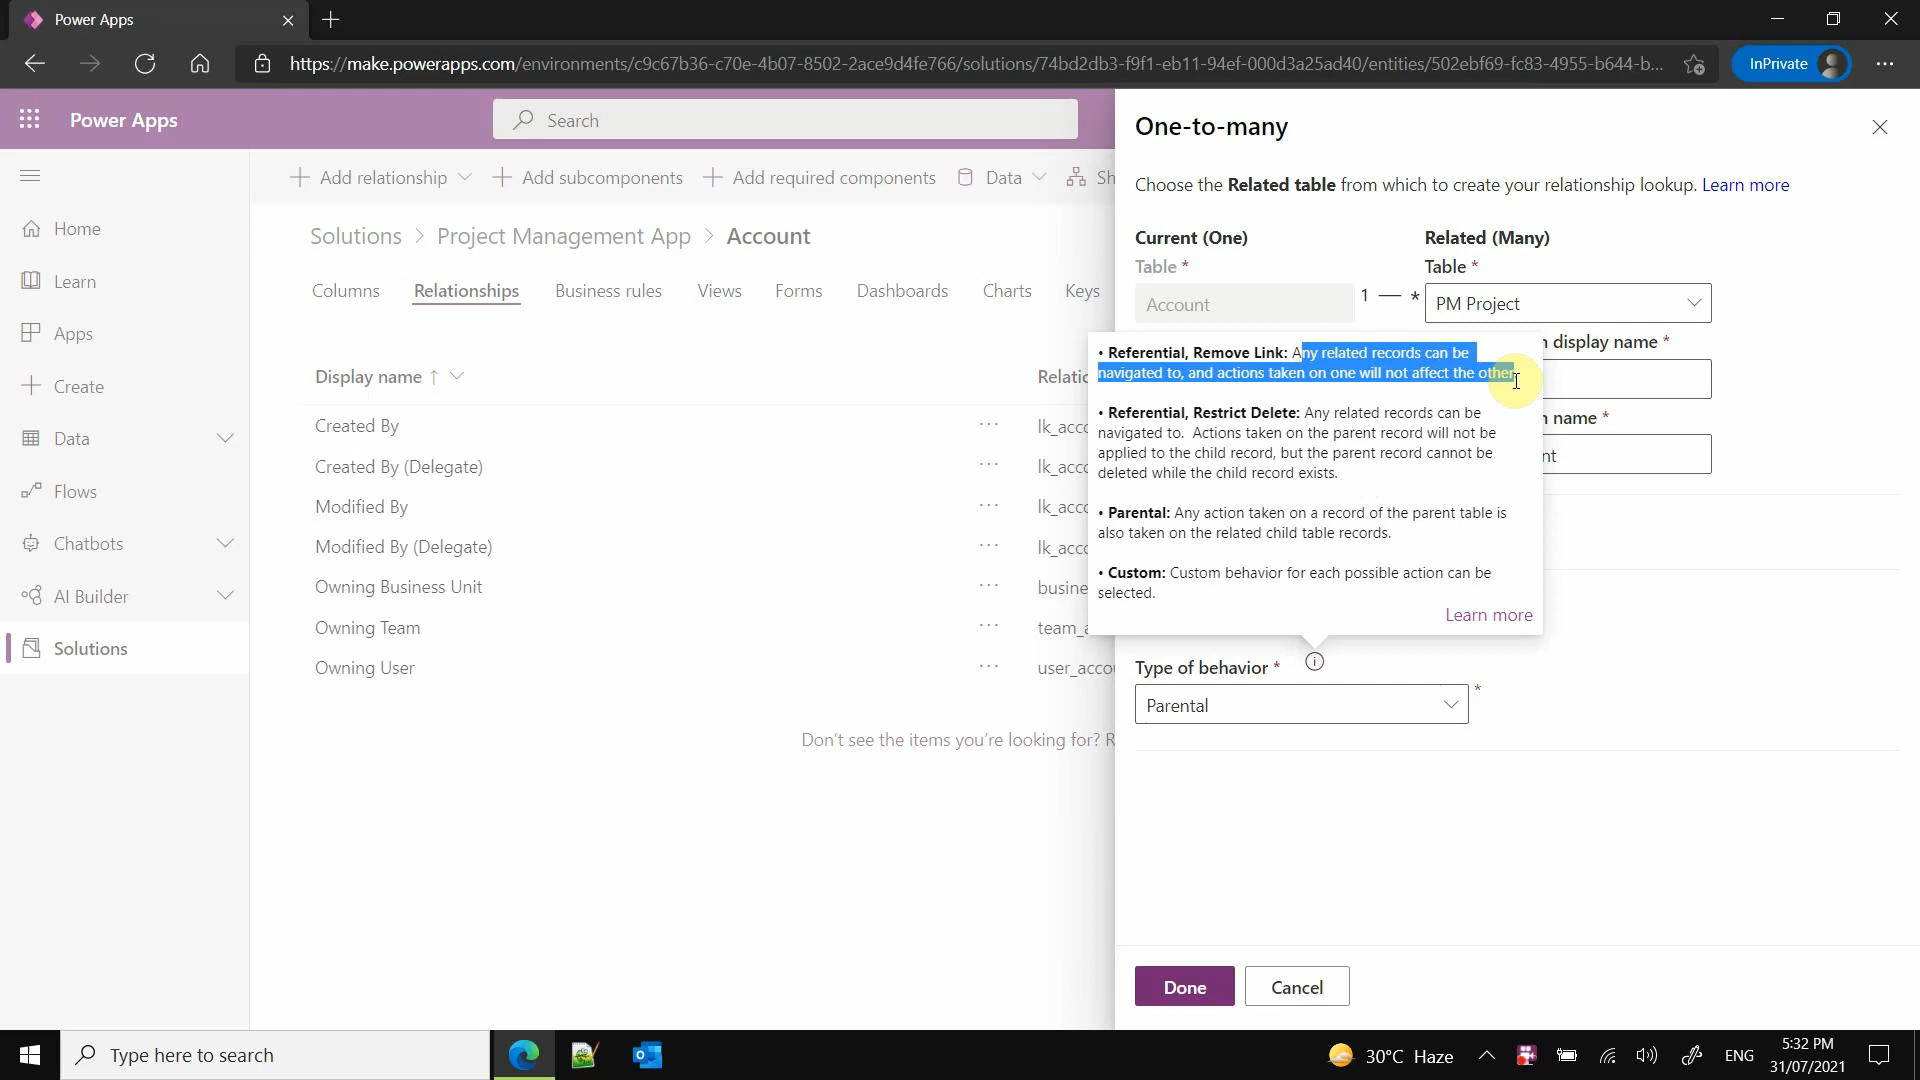 Power Apps
https://make.powerapps.com/environments/c9c67b36-c70e-4b07-8502-2ace9d4fe766/solutions/74bd2db3-f9f1-eb11-94ef-000d3a25ad40/entities/502ebf69-fc83-4955-b644-b...
InPrivate
Power Apps
Search
Home
Learn
Apps
Create
Data
Flows
Chatbots
AI Builder
Solutions
Add relationship
Add subcomponents
Add required components
Data
Sh
Solutions > Project Management App > Account
Columns
Relationships
Business rules
Views
Forms
Dashboards
Charts
Keys
Display name ↑
Relatio
Created By
... lk_acco
Created By (Delegate)
... lk_acco
Modified By
... lk_acco
Modified By (Delegate)
... lk_acco
Owning Business Unit
... busine
Owning Team
... team_a
Owning User
... user_accou
Don't see the items you're looking for? R
One-to-many
Choose the Related table from which to create your relationship lookup. Learn more
Current (One)
Related (Many)
Table *
Table *
Account
1 — *
PM Project
n display name *
n name *
nt
• Referential, Remove Link: Any related records can be
navigated to, and actions taken on one will not affect the other.
• Referential, Restrict Delete: Any related records can be
navigated to. Actions taken on the parent record will not be
applied to the child record, but the parent record cannot be
deleted while the child record exists.
• Parental: Any action taken on a record of the parent table is
also taken on the related child table records.
• Custom: Custom behavior for each possible action can be
selected.
Learn more
Type of behavior *
Parental
*
Done
Cancel
Type here to search
30°C Haze
ENG
5:32 PM
31/07/2021